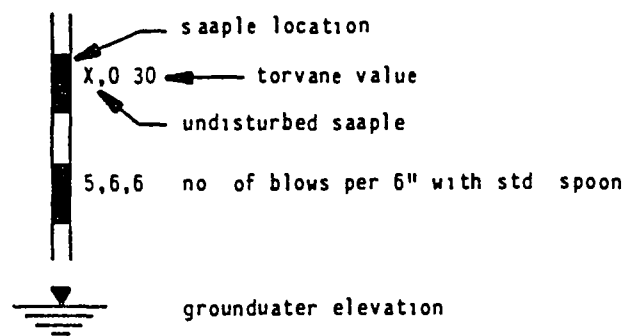 saaple location
X,0 30 torvane value
undisturbed saaple
5,6,6 no of blows per 6" with std spoon
groundwater elevation